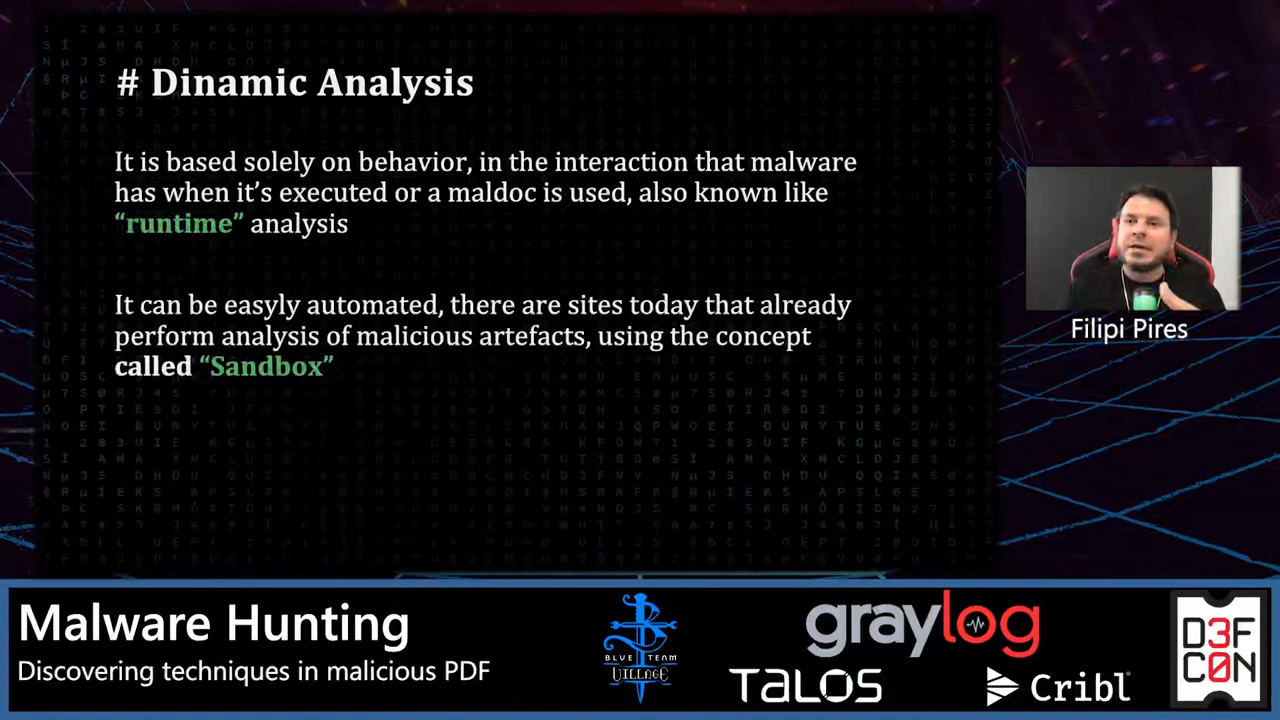 # Dinamic Analysis
It is based solely on behavior, in the interaction that malware
has when it’s executed or a maldoc is used, also known like
“runtime” analysis
It can be easyly automated, there are sites today that already
perform analysis of malicious artefacts, using the concept
called “Sandbox”
Filipi Pires
Malware Hunting
Discovering techniques in malicious PDF
BLUE TEAM
VILLAGE
graylog
TALOS
Cribl
D3F
C0N